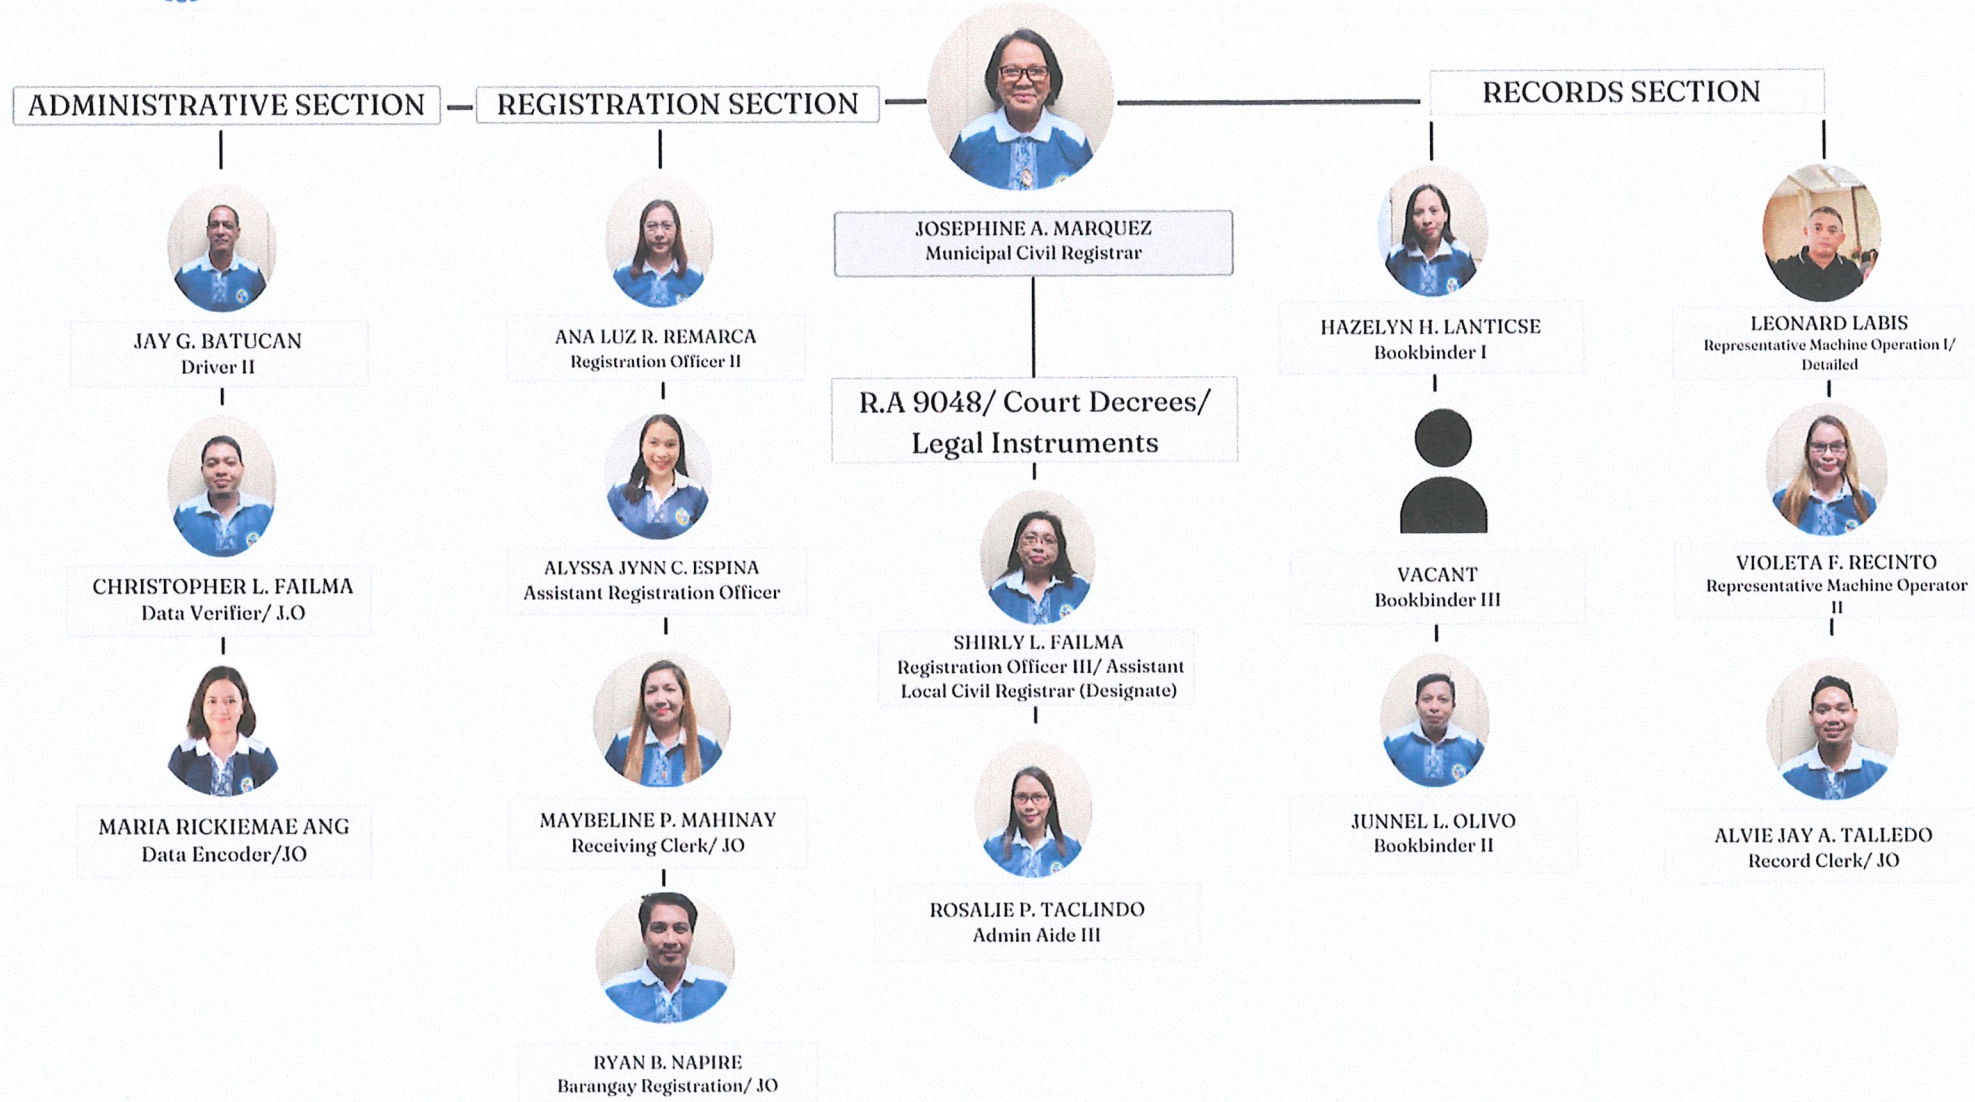 ADMINISTRATIVE SECTION
REGISTRATION SECTION
RECORDS SECTION
JOSEPHINE A. MARQUEZ
Municipal Civil Registrar
JAY G. BATUCAN
Driver II
CHRISTOPHER L. FAILMA
Data Verifier/ J.O
MARIA RICKIEMAE ANG
Data Encoder/JO
ANA LUZ R. REMARCA
Registration Officer II
ALYSSA JYNN C. ESPINA
Assistant Registration Officer
MAYBELINE P. MAHINAY
Receiving Clerk/ JO
RYAN B. NAPIRE
Barangay Registration/ JO
R.A 9048/ Court Decrees/
Legal Instruments
SHIRLY L. FAILMA
Registration Officer III/ Assistant
Local Civil Registrar (Designate)
ROSALIE P. TACLINDO
Admin Aide III
HAZELYN H. LANTICSE
Bookbinder I
VACANT
Bookbinder III
JUNNEL L. OLIVO
Bookbinder II
LEONARD LABIS
Representative Machine Operation I/
Detailed
VIOLETA F. RECINTO
Representative Machine Operator
II
ALVIE JAY A. TALLEDO
Record Clerk/ JO